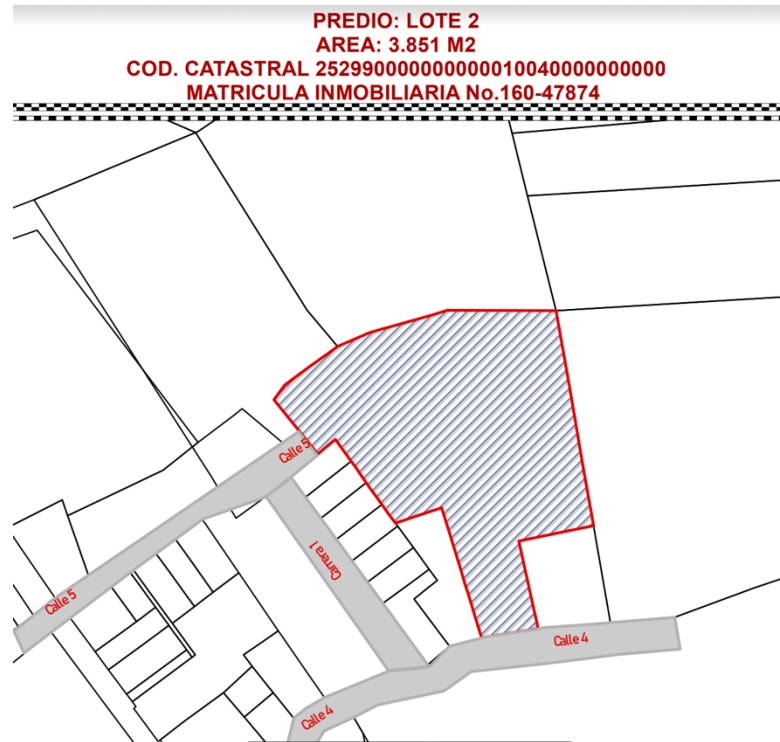 PREDIO: LOTE 2
AREA: 3.851 M2
COD. CATASTRAL 252990000000000010040000000000
MATRICULA INMOBILIARIA No.160-47874
Calle 5
Calle 5
Carrera 1
Calle 4
Calle 4